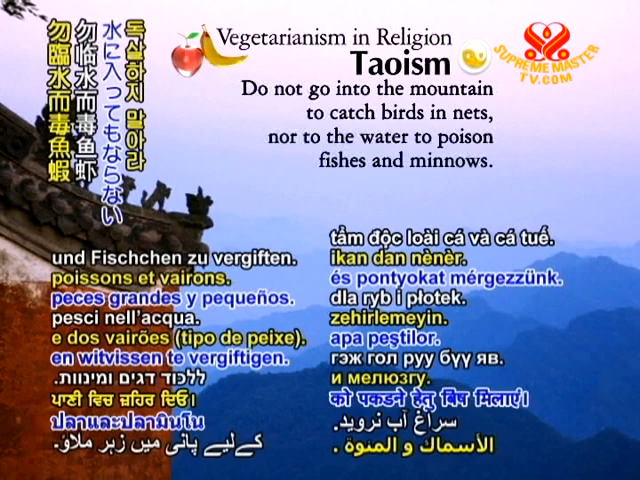 Vegetarianism in Religion
Taoism
Do not go into the mountain
to catch birds in nets,
nor to the water to poison
fishes and minnows.
SUPREME MASTER
TV.COM
독살하지 말아라
水に入ってもならない
勿临水而毒鱼虾
勿臨水而毒魚蝦
und Fischchen zu vergiften.
poissons et vairons.
peces grandes y pequeños.
pesci nell'acqua.
e dos vairões (tipo de peixe).
en witvissen te vergiftigen.
ללכוד דגים ומינוות.
ਪਾਣੀ ਵਿਚ ਜ਼ਹਿਰ ਦਿਓ।
ปลาและปลามินโน
کےلیے پانی میں زہر ملاؤ۔
tẩm độc loài cá và cá tuế.
ikan dan nènèr.
és pontyokat mérgezzünk.
dla ryb i płotek.
zehirlemeyin.
apa peştilor.
гэж гол руу бүү яв.
и мелюзгу.
को पकडने हेतु बिष मिलाएं।
سراغ آب نروید.
الأسماك و المنوة .